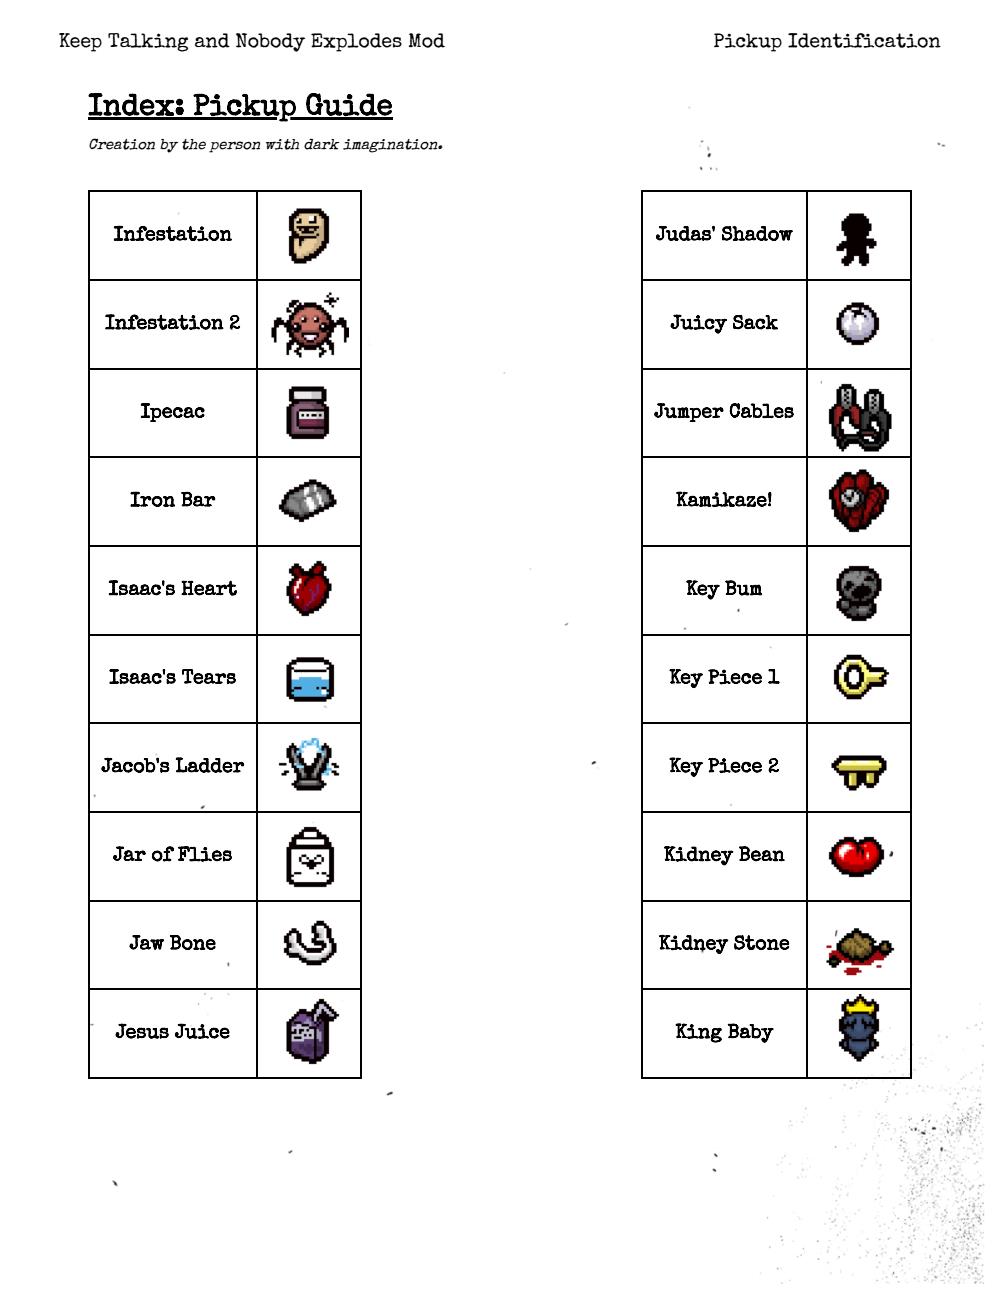 Keep Talking and Nobody Explodes Mod
Pickup Identification
Index: Pickup Guide
Creation by the person with dark imagination.
Infestation
Infestation 2
Ipecac
Iron Bar
Isaac's Heart
Isaac's Tears
Jacob's Ladder
Jar of Flies
Jaw Bone
Jesus Juice
Judas' Shadow
Juicy Sack
Jumper Cables
Kamikaze!
Key Bum
Key Piece 1
Key Piece 2
Kidney Bean
Kidney Stone
King Baby